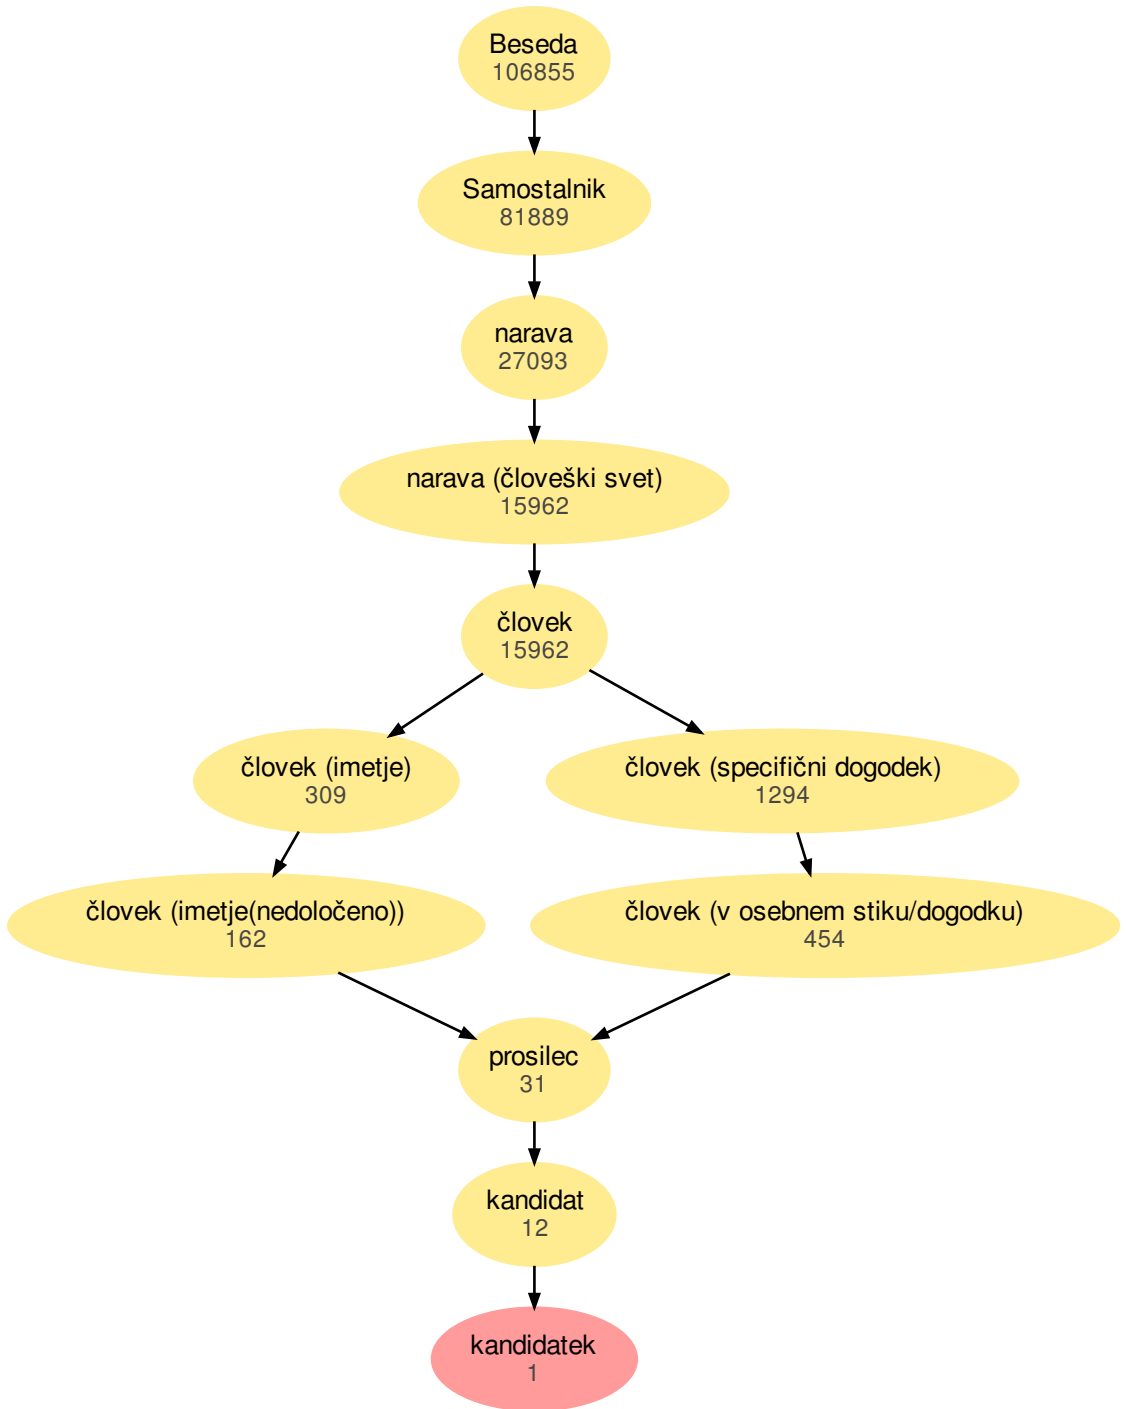 Beseda
106855
Samostalnik
81889
narava
27093
narava (človeški svet)
15962
človek
15962
človek (imetje)
309
človek (specifični dogodek)
1294
človek (imetje(nedoločeno))
162
človek (v osebnem stiku/dogodku)
454
prosilec
31
kandidat
12
kandidatek
1